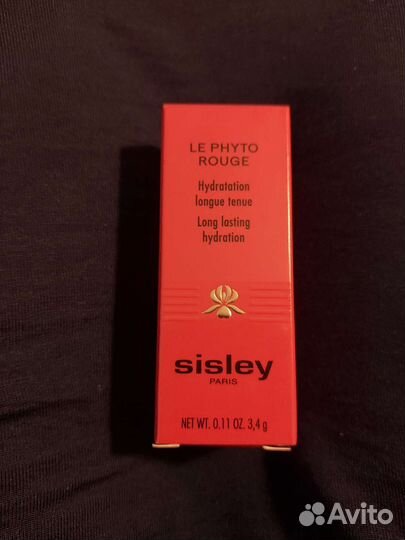 LE PHYTO
ROUGE
Hydratation
longue tenue
Long lasting
hydration
sisley
PARIS
NET WT. 0.11 OZ. 3,4 g
Avito